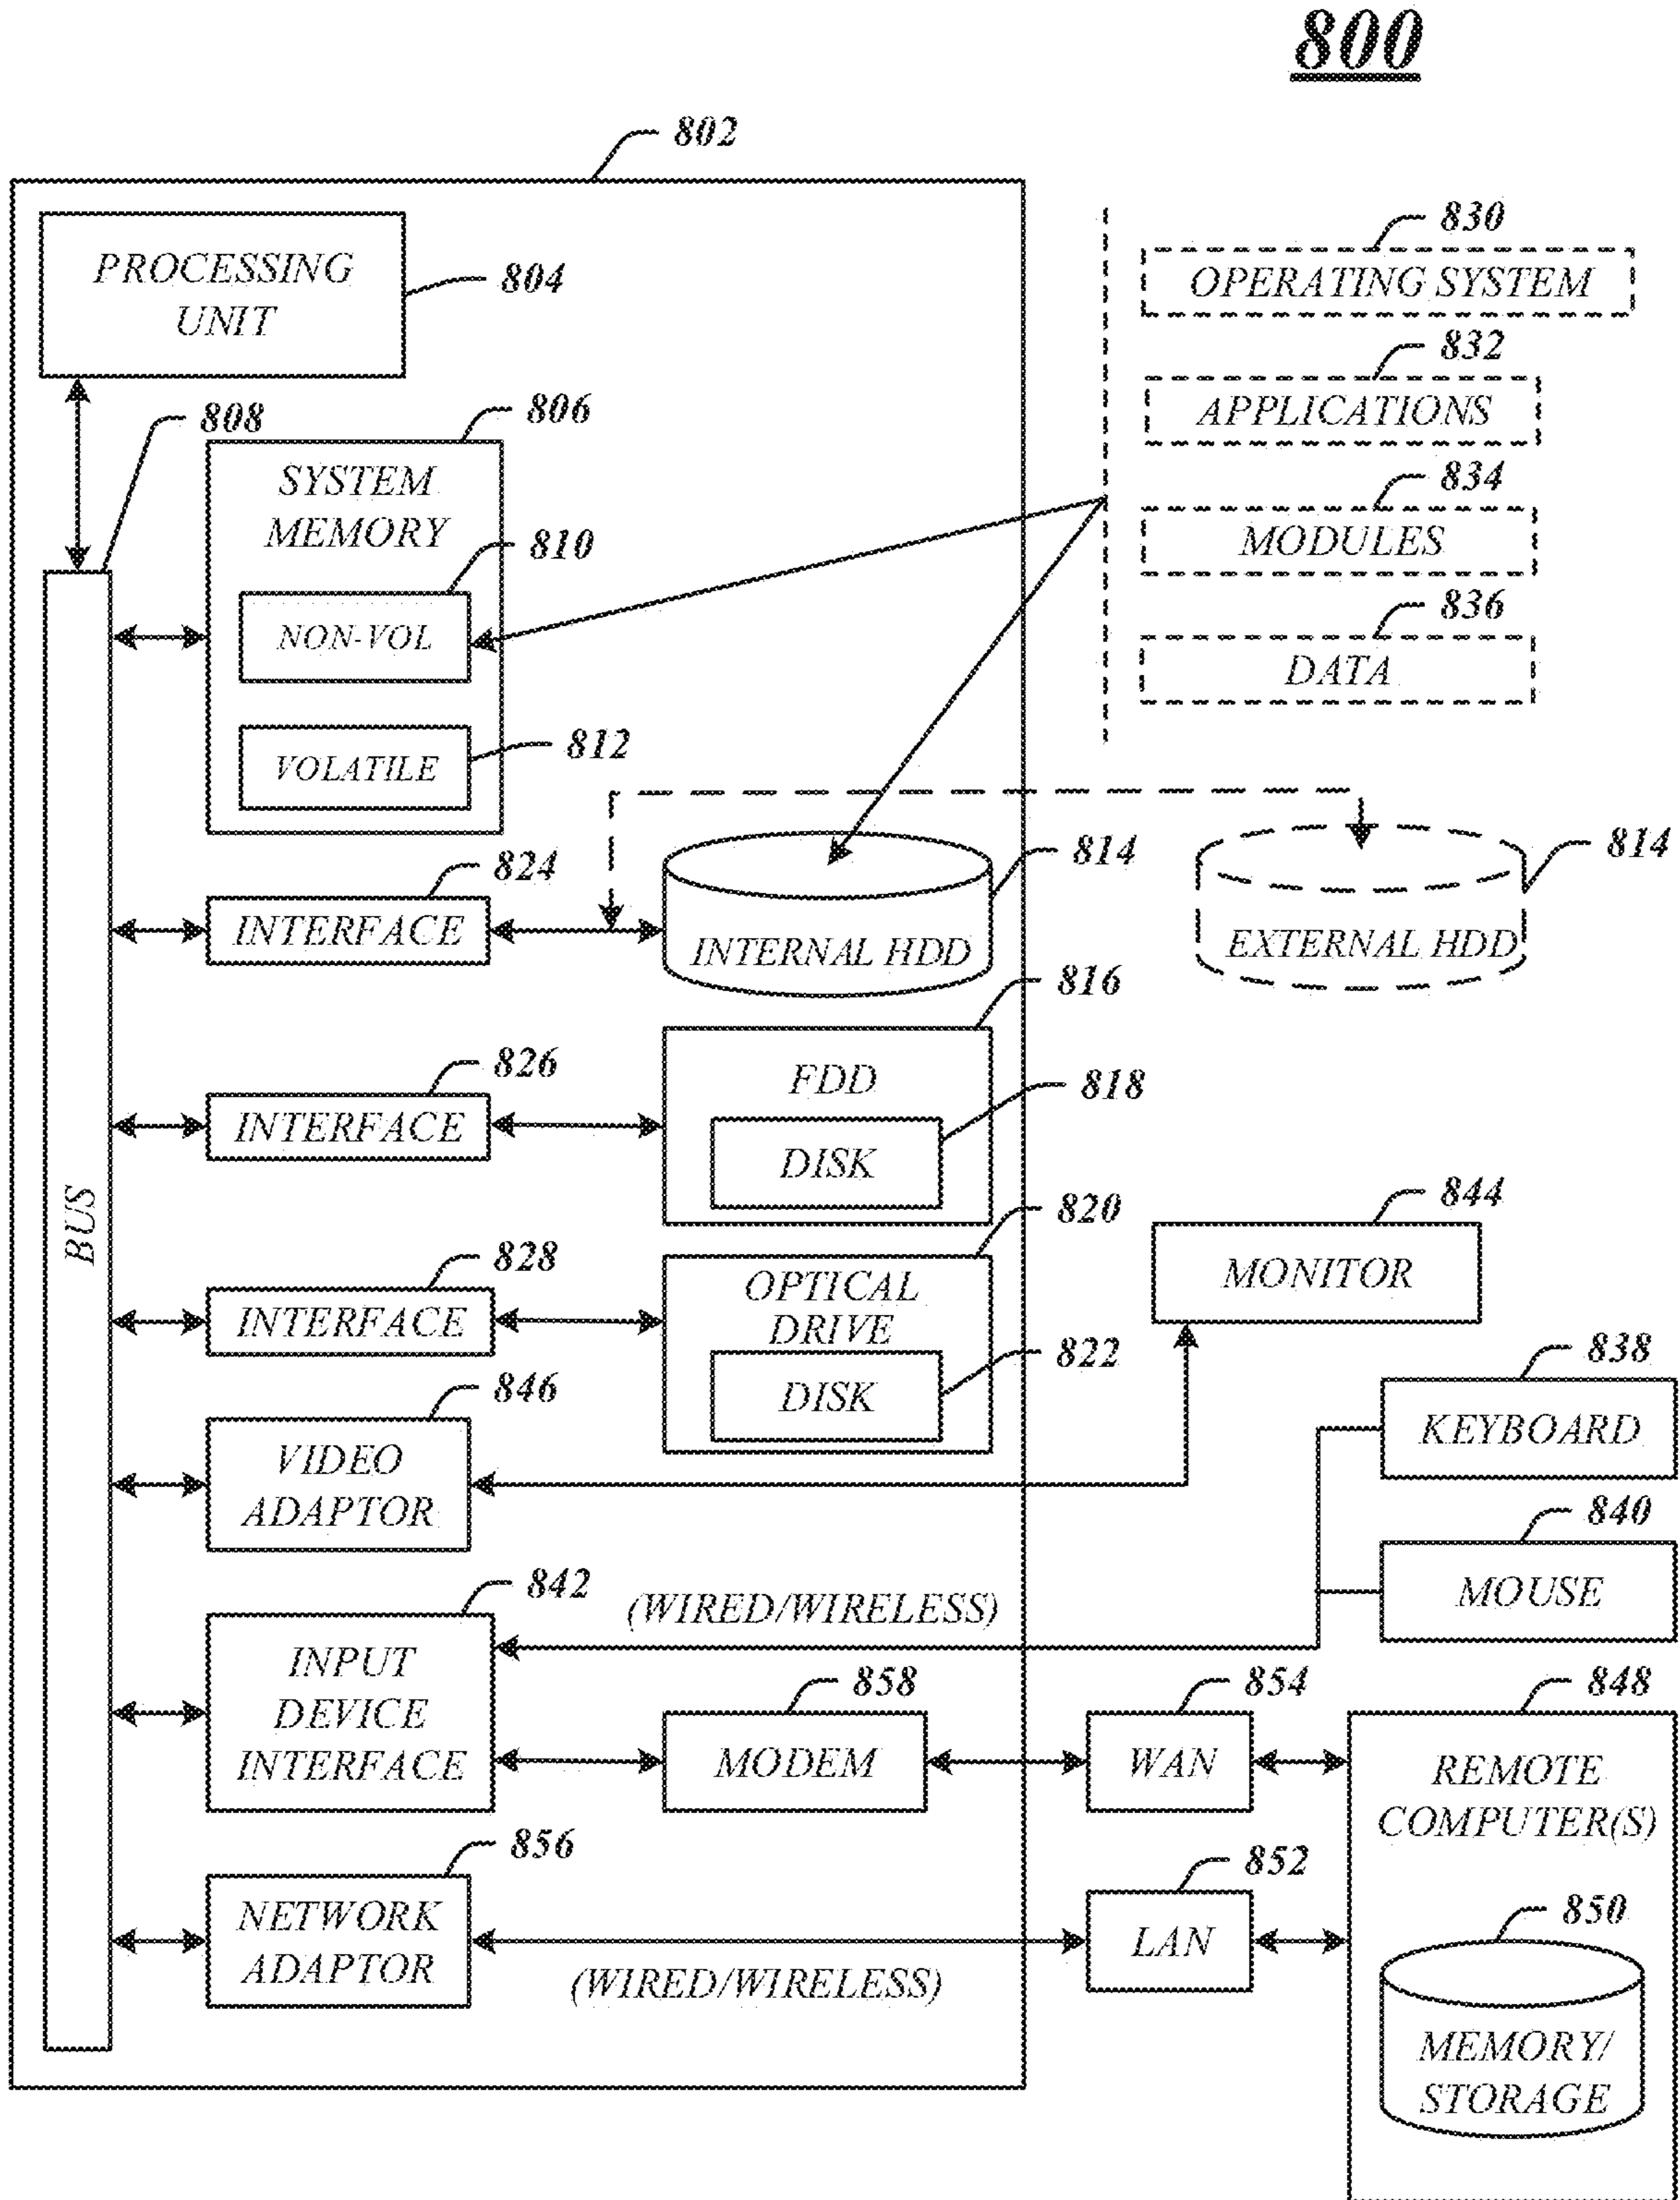 800
802
PROCESSING
UNIT
804
808
806
SYSTEM
MEMORY
810
NON-VOL
812
VOLATILE
830
OPERATING SYSTEM
832
APPLICATIONS
834
MODULES
836
DATA
824
INTERFACE
814
INTERNAL HDD
814
EXTERNAL HDD
826
INTERFACE
816
FDD
818
DISK
BUS
828
INTERFACE
820
OPTICAL
DRIVE
822
DISK
844
MONITOR
846
VIDEO
ADAPTOR
838
KEYBOARD
840
MOUSE
842
INPUT
DEVICE
INTERFACE
(WIRED/WIRELESS)
858
MODEM
854
WAN
848
REMOTE
COMPUTER(S)
856
NETWORK
ADAPTOR
(WIRED/WIRELESS)
852
LAN
850
MEMORY/
STORAGE